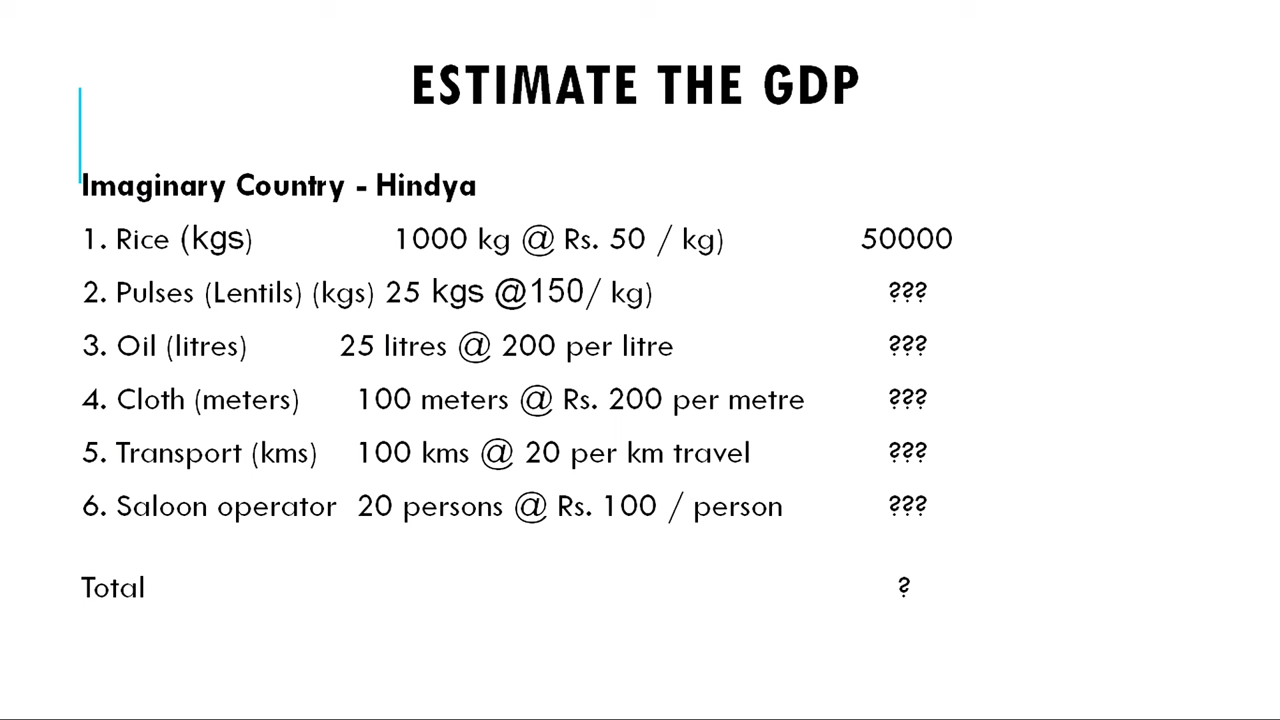 ESTIMATE THE GDP
Imaginary Country - Hindya
1. Rice (kgs) 1000 kg @ Rs. 50 / kg) 50000
2. Pulses (Lentils) (kgs) 25 kgs @150/ kg) ???
3. Oil (litres) 25 litres @ 200 per litre ???
4. Cloth (meters) 100 meters @ Rs. 200 per metre ???
5. Transport (kms) 100 kms @ 20 per km travel ???
6. Saloon operator 20 persons @ Rs. 100 / person ???
Total ?